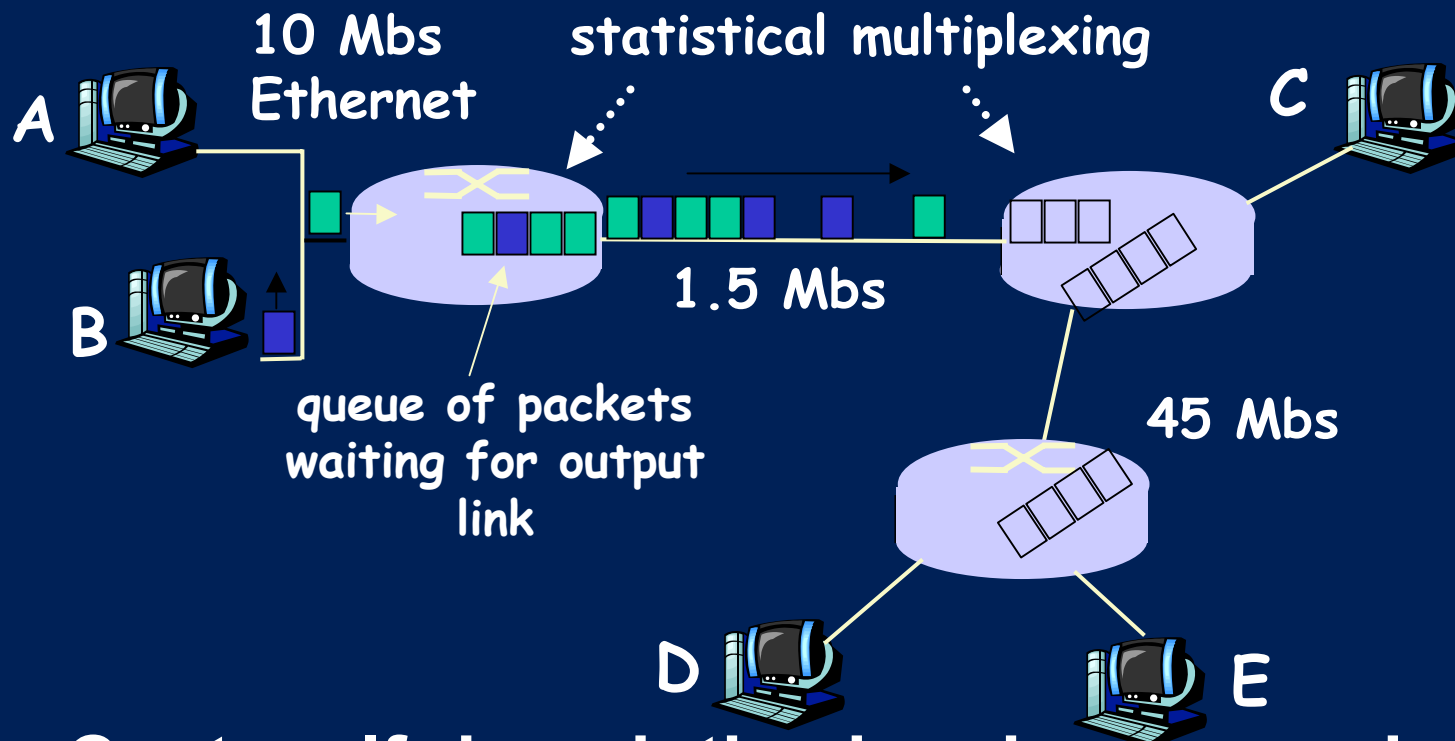 10 Mbs
Ethernet
statistical multiplexing
A
C
1.5 Mbs
B
queue of packets
waiting for output
link
45 Mbs
D
E